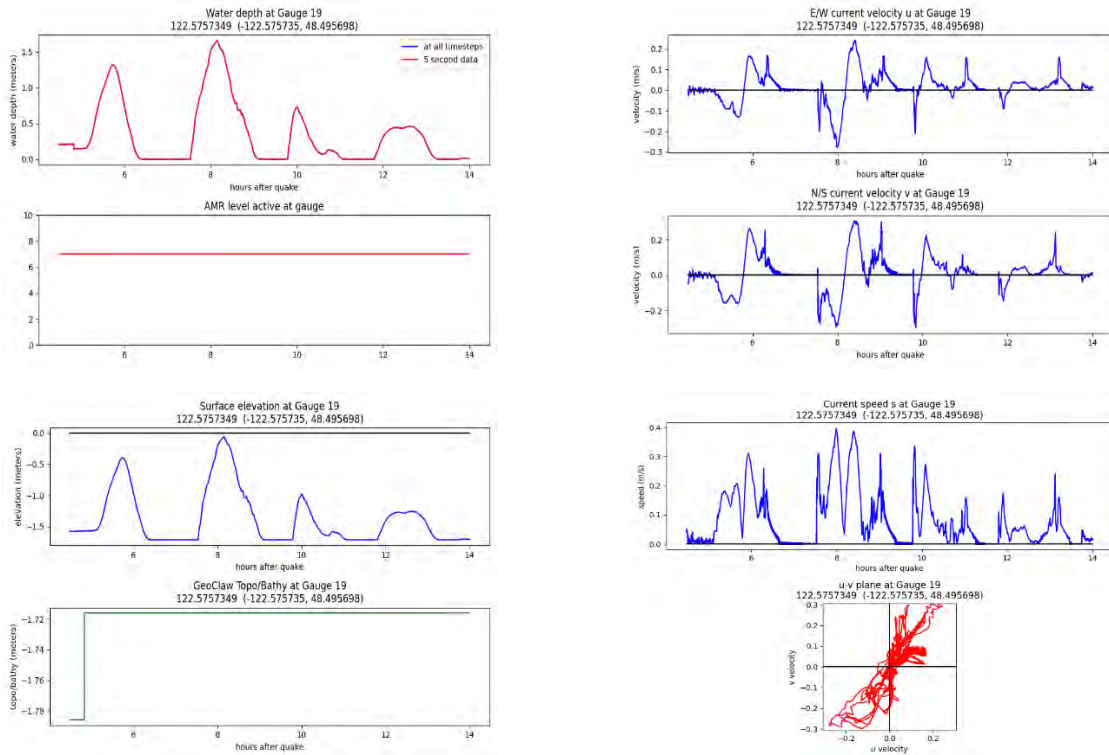 Water depth at Gauge 19
122.5757349 (-122.575735, 48.495698)
at all timesteps
5 second data
water depth (meters)
1.5
1.0
0.5
0.0
6 8 10 12 14
hours after quake
AMR level active at gauge
10
8
6
4
2
0
6 8 10 12 14
hours after quake
Surface elevation at Gauge 19
122.5757349 (-122.575735, 48.495698)
elevation (meters)
0.0
−0.5
−1.0
−1.5
6 8 10 12 14
hours after quake
GeoClaw Topo/Bathy at Gauge 19
122.5757349 (-122.575735, 48.495698)
topo/bathy (meters)
−1.72
−1.74
−1.76
−1.78
6 8 10 12 14
hours after quake
E/W current velocity u at Gauge 19
122.5757349 (-122.575735, 48.495698)
velocity (m/s)
0.2
0.1
0.0
−0.1
−0.2
−0.3
6 8 10 12 14
hours after quake
N/S current velocity v at Gauge 19
122.5757349 (-122.575735, 48.495698)
velocity (m/s)
0.2
0.0
−0.2
6 8 10 12 14
hours after quake
Current speed s at Gauge 19
122.5757349 (-122.575735, 48.495698)
speed (m/s)
0.4
0.3
0.2
0.1
0.0
6 8 10 12 14
hours after quake
u-v plane at Gauge 19
122.5757349 (-122.575735, 48.495698)
v velocity
0.3
0.2
0.1
0.0
−0.1
−0.2
−0.3
−0.2 0.0 0.2
u velocity